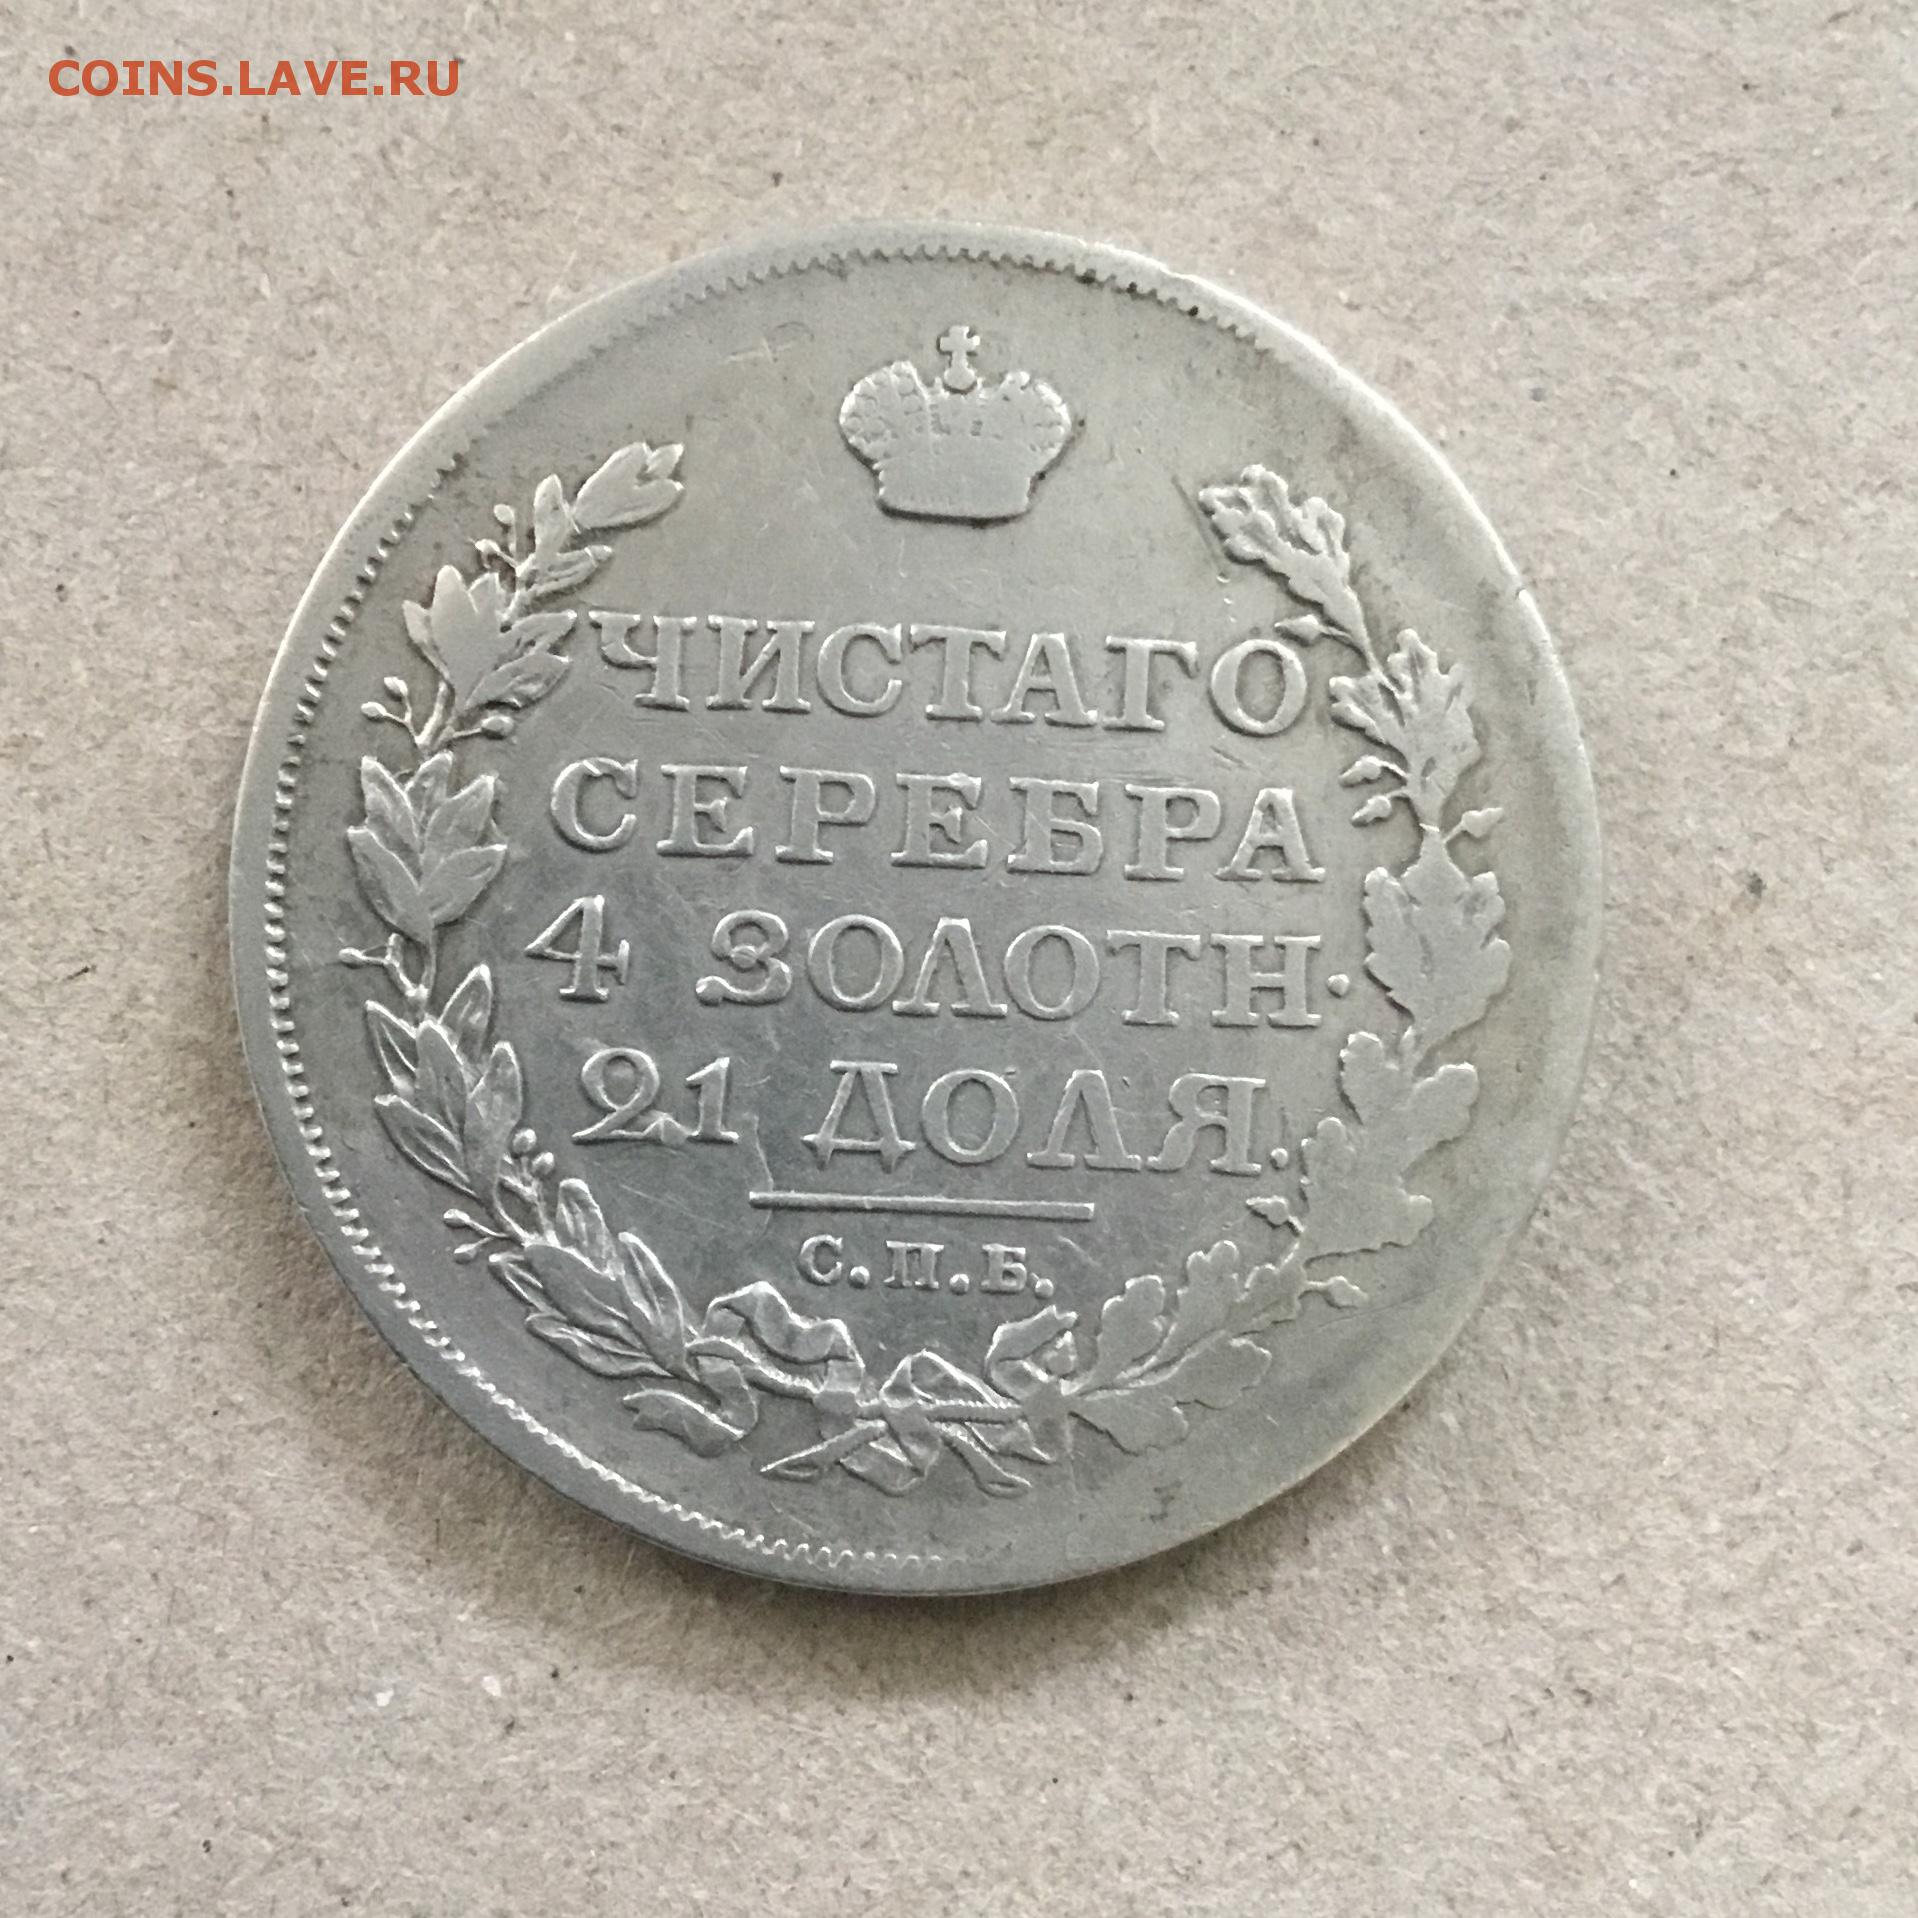 COINS.LAVE.RU
ЧИСТАГО
СЕРЕБРА
4 ЗОЛОТН.
21 ДОЛЯ.
С.П.Б.